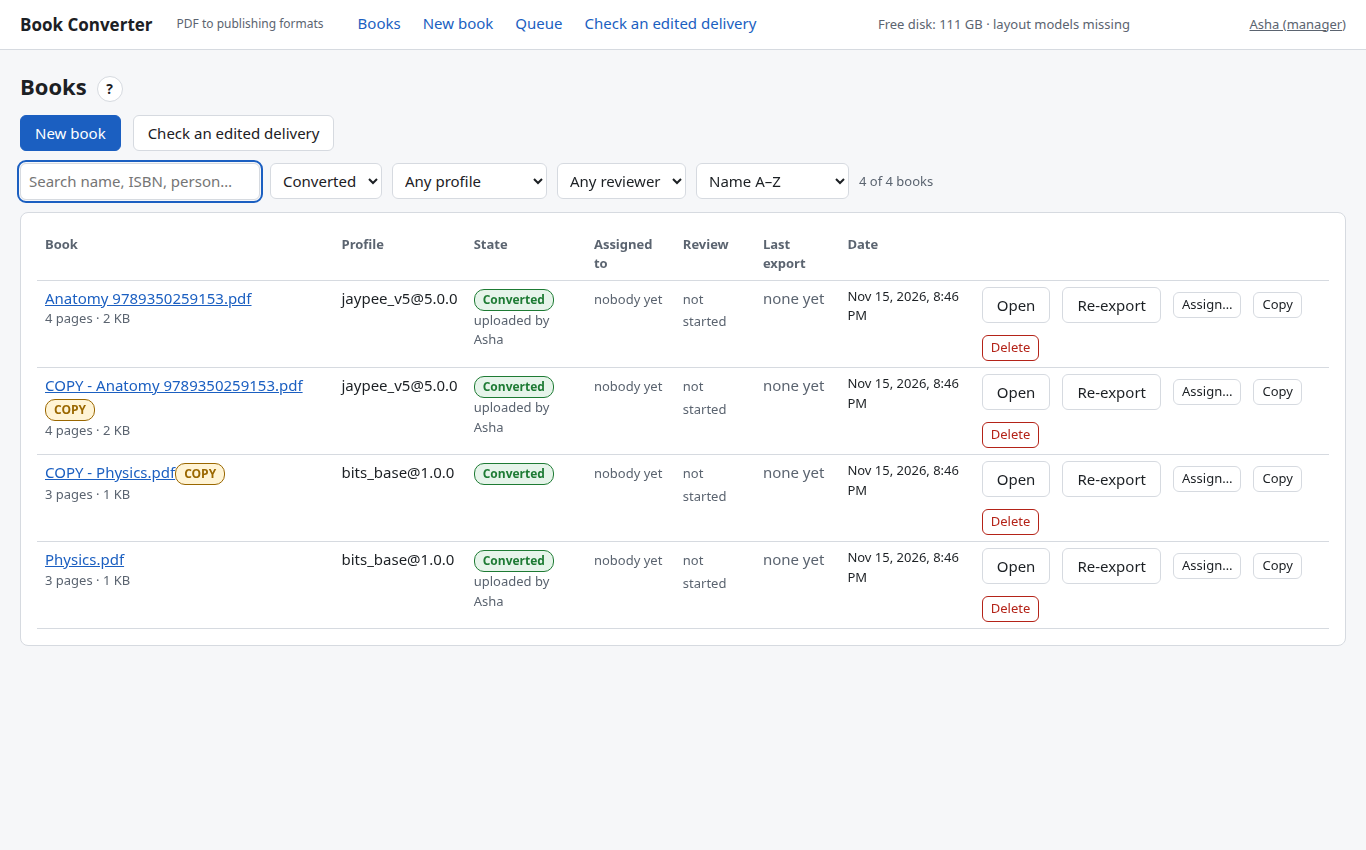 Book Converter PDF to publishing formats Books New book Queue Check an edited delivery Free disk: 111 GB · layout models missing Asha (manager)
Books ?
New book Check an edited delivery
Search name, ISBN, person... Converted Any profile Any reviewer Name A–Z 4 of 4 books
Book Profile State Assigned to Review Last export Date
Anatomy 9789350259153.pdf jaypee_v5@5.0.0 Converted nobody yet not started none yet Nov 15, 2026, 8:46 PM Open Re-export Assign... Copy
4 pages · 2 KB uploaded by Asha Delete
COPY - Anatomy 9789350259153.pdf jaypee_v5@5.0.0 Converted nobody yet not started none yet Nov 15, 2026, 8:46 PM Open Re-export Assign... Copy
COPY
4 pages · 2 KB uploaded by Asha Delete
COPY - Physics.pdf COPY bits_base@1.0.0 Converted nobody yet not started none yet Nov 15, 2026, 8:46 PM Open Re-export Assign... Copy
3 pages · 1 KB Delete
Physics.pdf bits_base@1.0.0 Converted nobody yet not started none yet Nov 15, 2026, 8:46 PM Open Re-export Assign... Copy
3 pages · 1 KB uploaded by Asha Delete